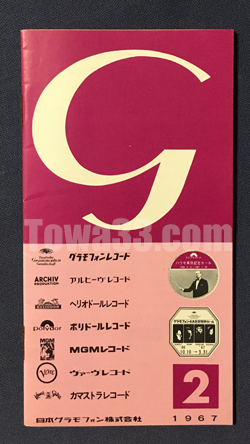 G
Towa33.com
グラモフォンレコード
ARCHIV
PRODUKTION
アルヒーヴレコード
ヘリオドールレコード
Polydor
ポリドールレコード
MGM
MGMレコード
Verve
ヴァーヴレコード
カマストラレコード
2
日本グラモフォン株式会社
1967
10.10→3.31